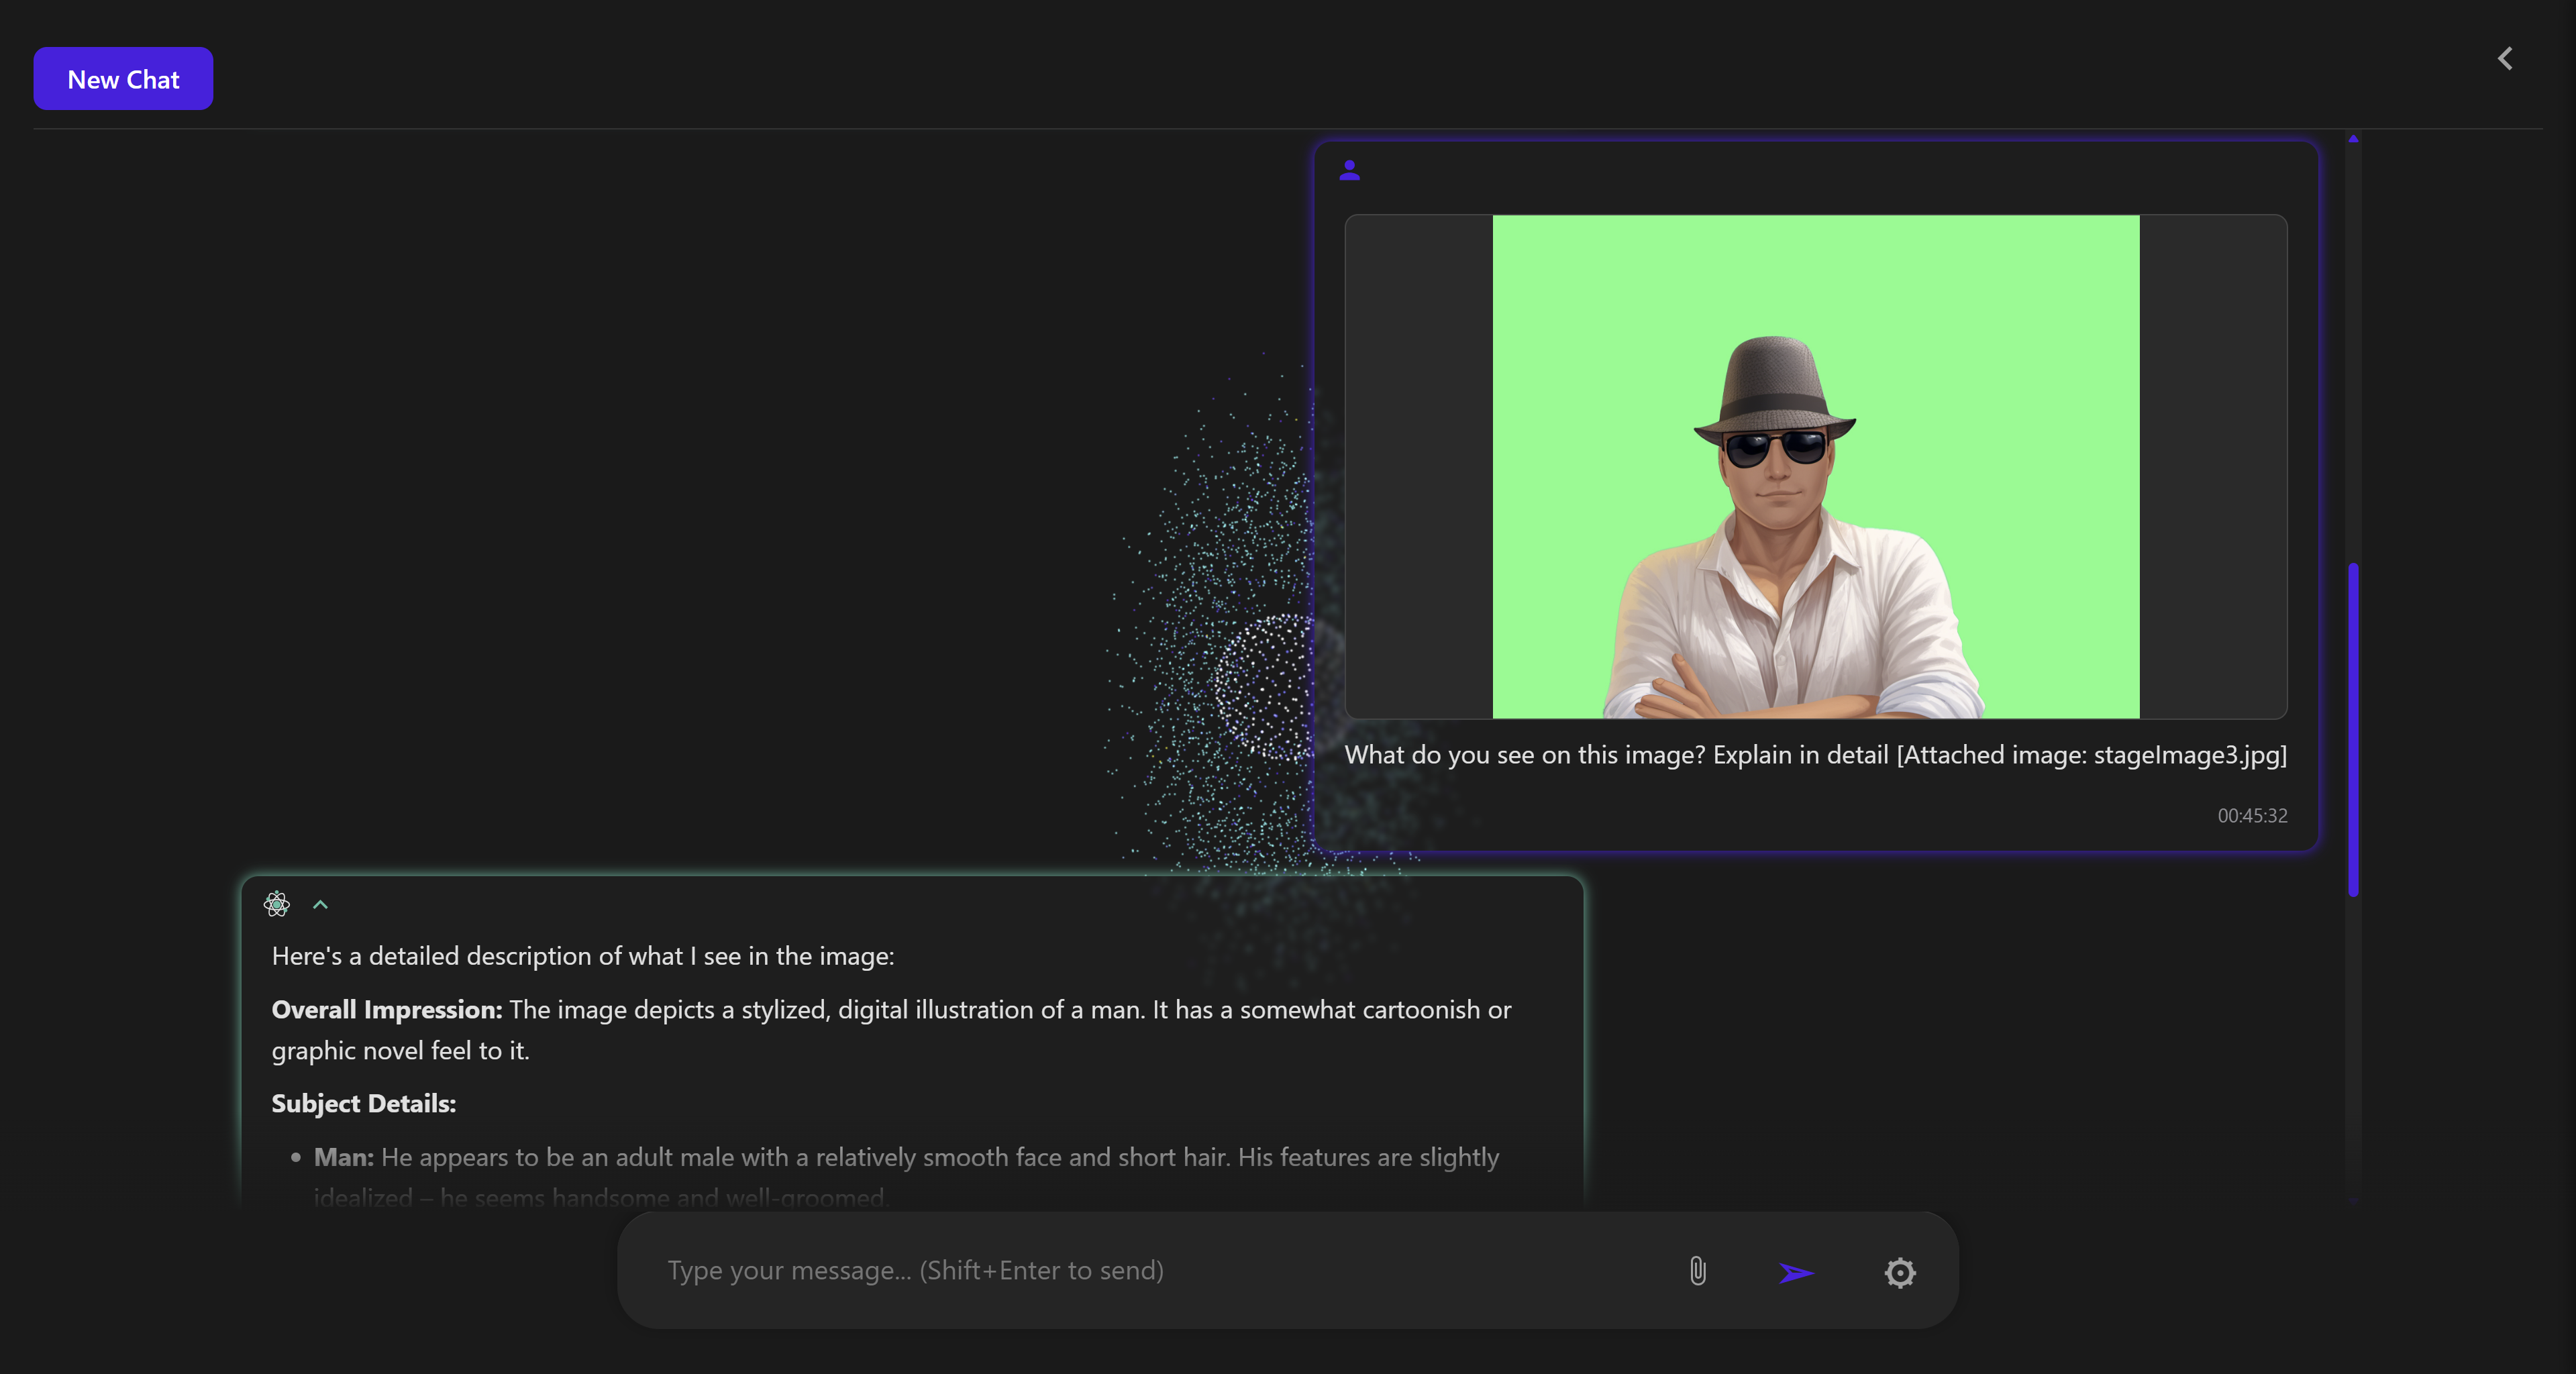 New Chat
What do you see on this image? Explain in detail [Attached image: stageImage3.jpg]
00:45:32
Here's a detailed description of what I see in the image:
Overall Impression: The image depicts a stylized, digital illustration of a man. It has a somewhat cartoonish or
graphic novel feel to it.
Subject Details:
• Man: He appears to be an adult male with a relatively smooth face and short hair. His features are slightly
idealized – he seems handsome and well-groomed.
Type your message... (Shift+Enter to send)